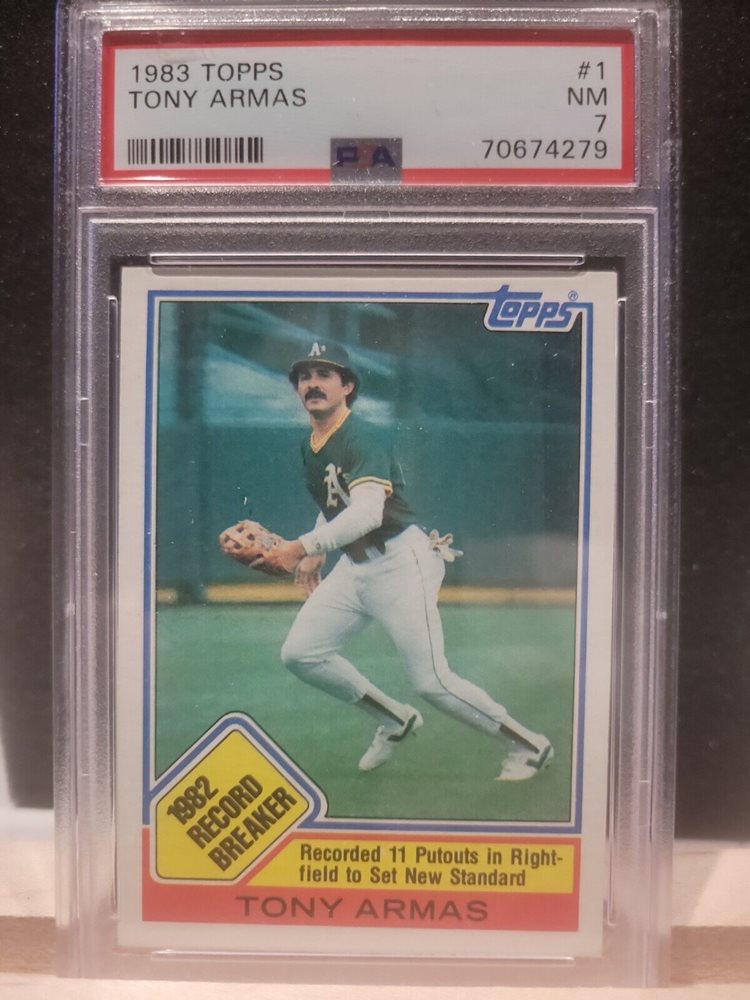 1983 TOPPS #1
TONY ARMAS NM
7
70674279
PSA
topps®
A's
A's
1982
RECORD
BREAKER
Recorded 11 Putouts in Right-
field to Set New Standard
TONY ARMAS